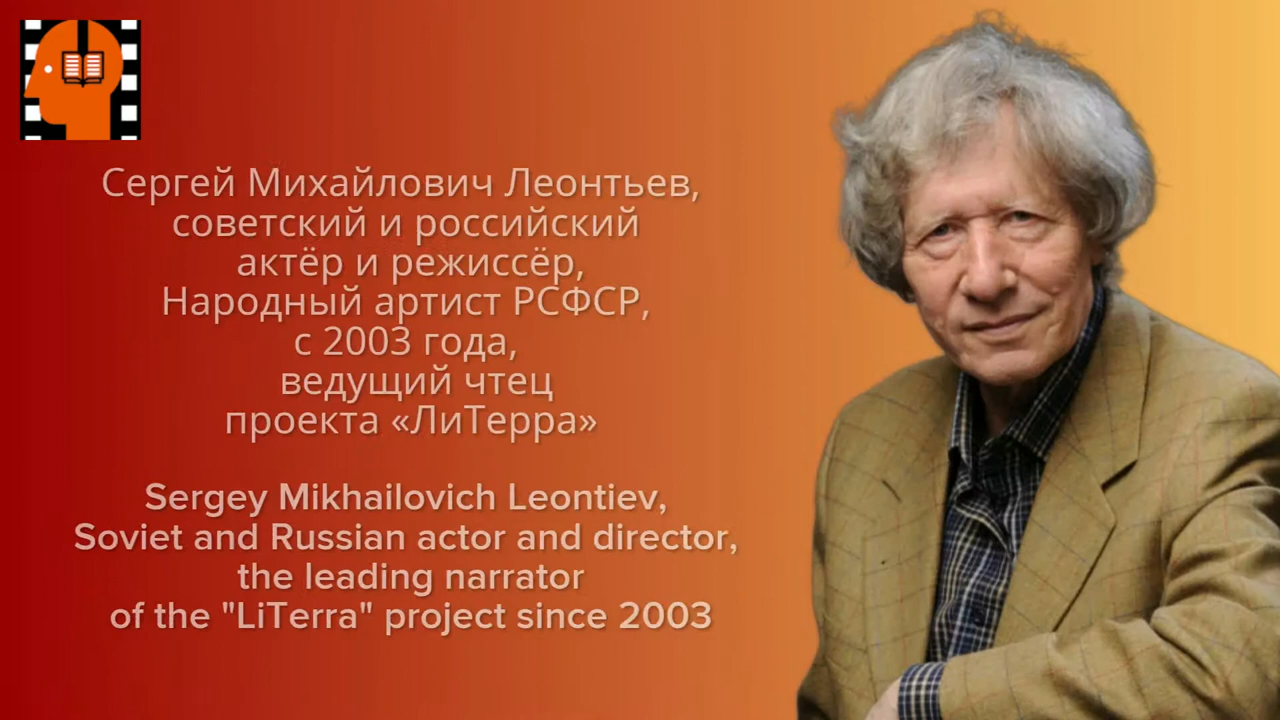 Сергей Михайлович Леонтьев,
советский и российский
актёр и режиссёр,
Народный артист РСФСР,
с 2003 года,
ведущий чтец
проекта «ЛиТерра»
Sergey Mikhailovich Leontiev,
Soviet and Russian actor and director,
the leading narrator
of the "LiTerra" project since 2003